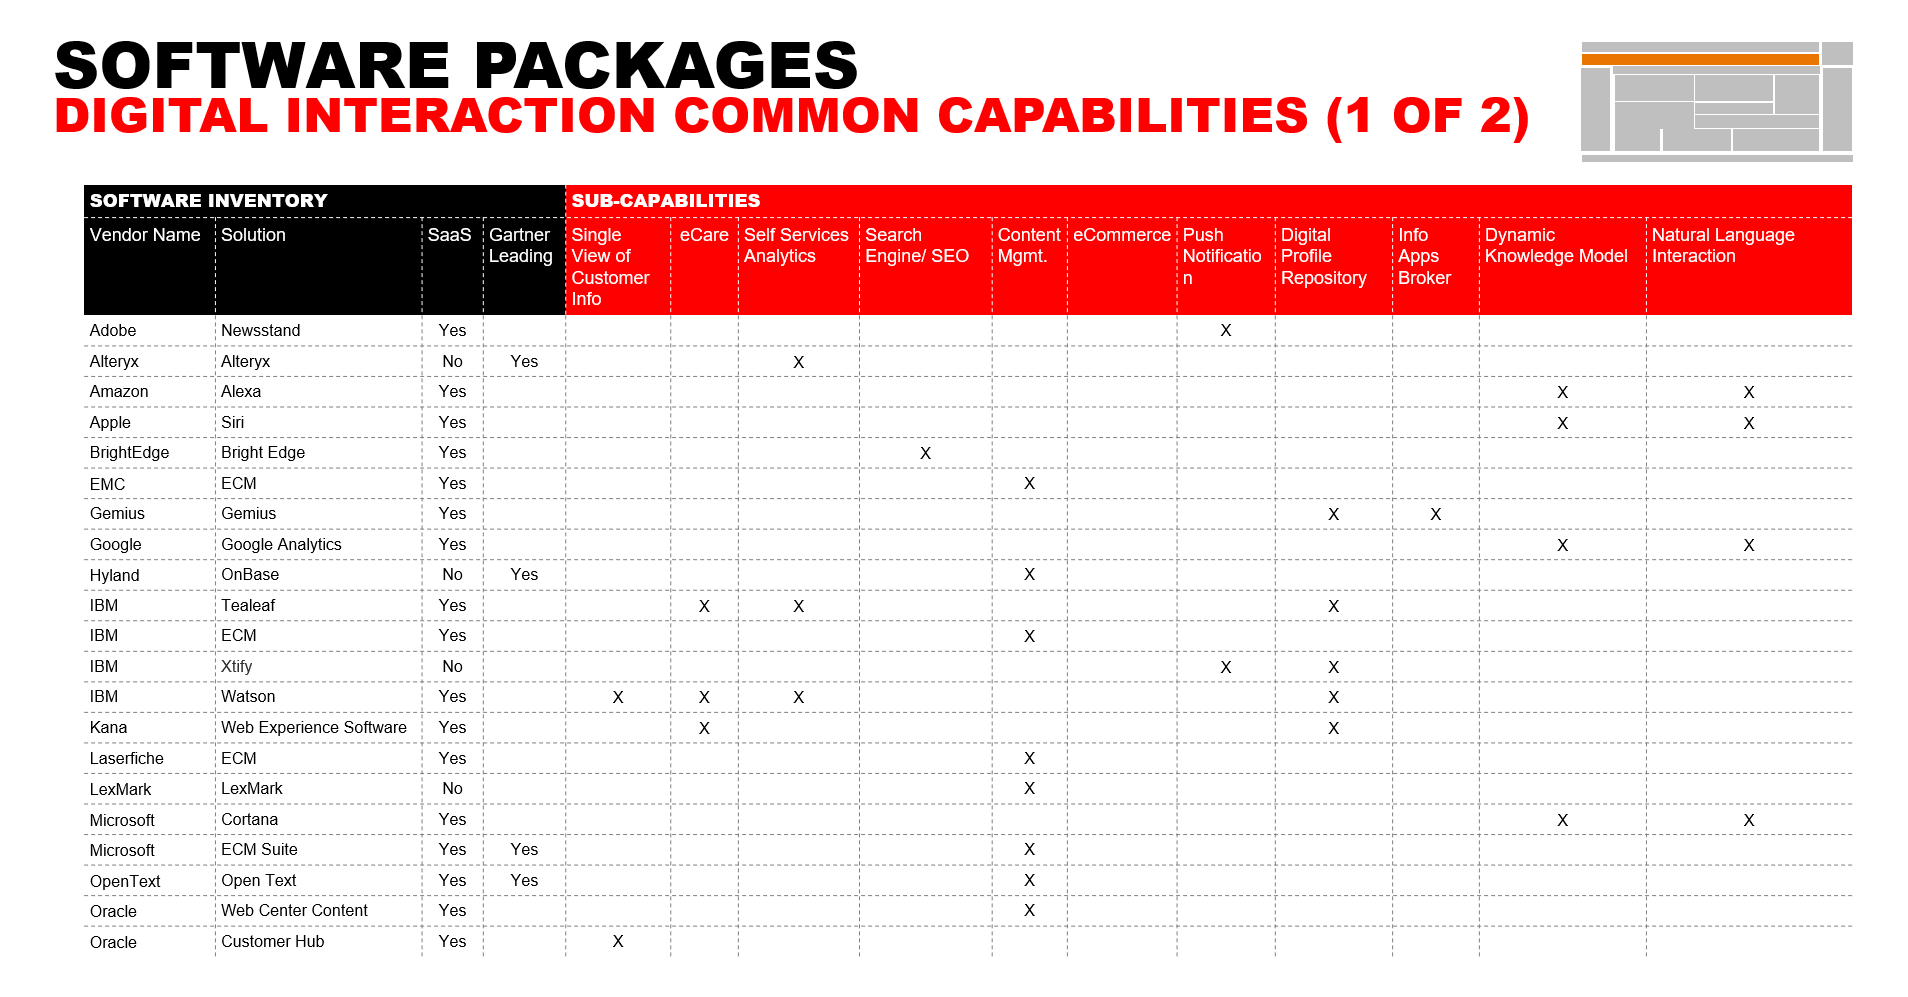 SOFTWARE PACKAGES
DIGITAL INTERACTION COMMON CAPABILITIES (1 OF 2)
SOFTWARE INVENTORY SUB-CAPABILITIES
Vendor Name Solution SaaS Gartner Single eCare Self Services Search Content eCommerce Push Digital Info Dynamic Natural Language
Leading View of Analytics Engine/ SEO Mgmt. Notificatio Profile Apps Knowledge Model Interaction
Customer n Repository Broker
Info
Adobe Newsstand Yes X
Alteryx Alteryx No Yes X
Amazon Alexa Yes X X
Apple Siri Yes X X
BrightEdge Bright Edge Yes X
EMC ECM Yes X
Gemius Gemius Yes X X
Google Google Analytics Yes X X
Hyland OnBase No Yes X
IBM Tealeaf Yes X X X
IBM ECM Yes X
IBM Xtify No X X
IBM Watson Yes X X X X
Kana Web Experience Software Yes X X
Laserfiche ECM Yes X
LexMark LexMark No X
Microsoft Cortana Yes X X
Microsoft ECM Suite Yes Yes X
OpenText Open Text Yes Yes X
Oracle Web Center Content Yes X
Oracle Customer Hub Yes X